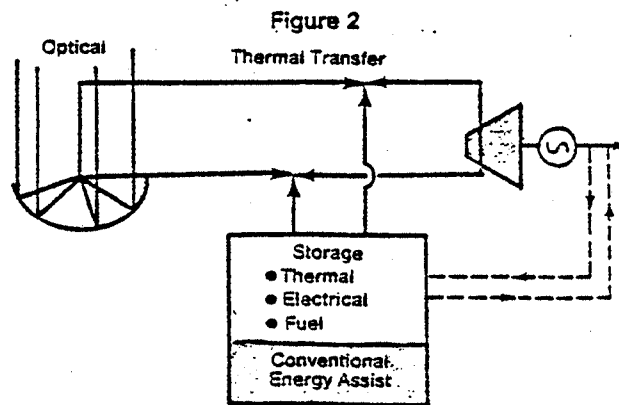 Figure 2
Optical
Thermal Transfer
Storage
● Thermal
● Electrical
● Fuel
Conventional
Energy Assist